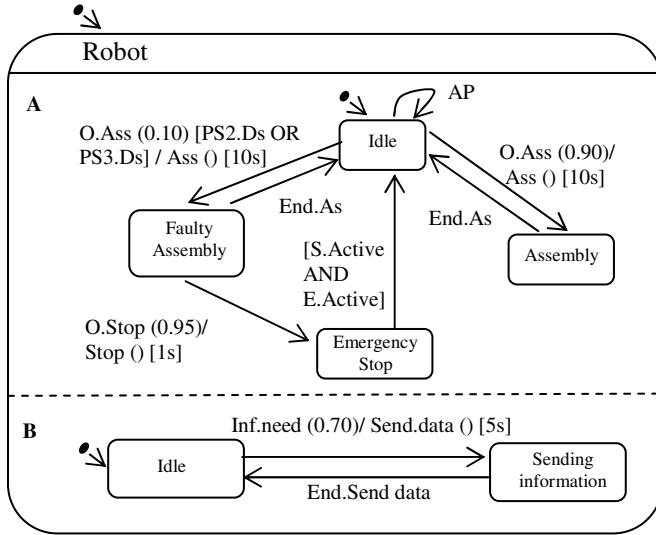 Robot
A
AP
O.Ass (0.10) [PS2.Ds OR
PS3.Ds] / Ass () [10s]
Idle
O.Ass (0.90)/
Ass () [10s]
End.As
End.As
Faulty
Assembly
[S.Active
AND
E.Active]
Assembly
O.Stop (0.95)/
Stop () [1s]
Emergency
Stop
B
Inf.need (0.70)/ Send.data () [5s]
Idle
Sending
information
End.Send data